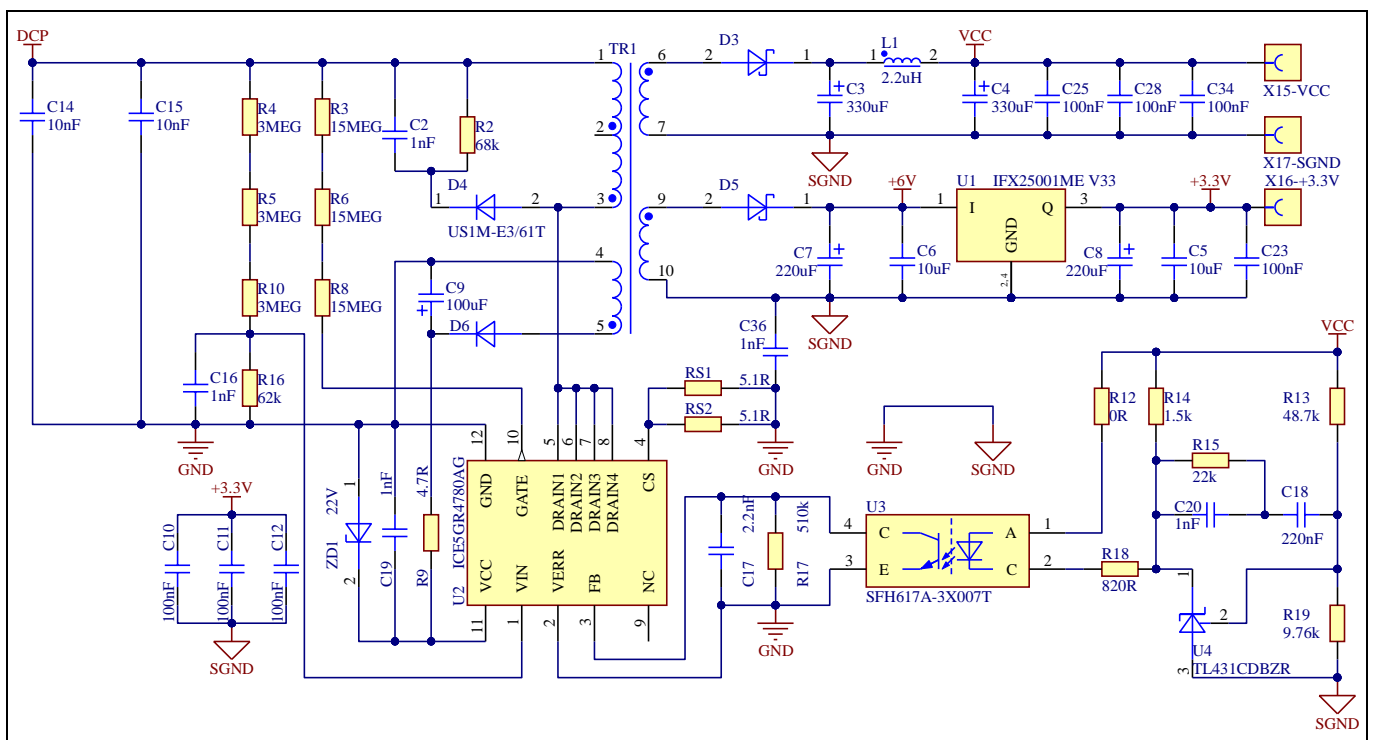 DCP
C14
10nF
C15
10nF
R4
3MEG
R5
3MEG
R10
3MEG
R3
15MEG
R6
15MEG
R8
15MEG
C2
1nF
R2
68k
D4
1
2
US1M-E3/61T
C9
100uF
D6
TR1
1
2
3
4
5
6
7
9
10
2
D3
1
C3
330uF
1
L1
2
2.2uH
VCC
C4
330uF
C25
100nF
C28
100nF
C34
100nF
X15-VCC
SGND
X17-SGND
X16-+3.3V
2
D5
1
C7
220uF
+6V
C6
10uF
U1
IFX25001ME V33
1
I
Q
3
GND
2, 4
C8
220uF
+3.3V
C5
10uF
C23
100nF
SGND
C36
1nF
RS1
5.1R
RS2
5.1R
GND
GND
SGND
C16
1nF
R16
62k
GND
+3.3V
C10
100nF
C11
100nF
C12
100nF
SGND
22V
1
ZD1
2
1nF
C19
4.7R
R9
U2
ICE5GR4780AG
12
10
5
6
7
8
4
GND
GATE
DRAIN1
DRAIN2
DRAIN3
DRAIN4
CS
VCC
VIN
VERR
FB
NC
11
1
2
3
9
2.2nF
C17
510k
R17
GND
U3
4
C
A
1
3
E
C
2
SFH617A-3X007T
VCC
R12
0R
R14
1.5k
R13
48.7k
R15
22k
C20
1nF
C18
220nF
R18
820R
1
2
3
U4
TL431CDBZR
R19
9.76k
SGND